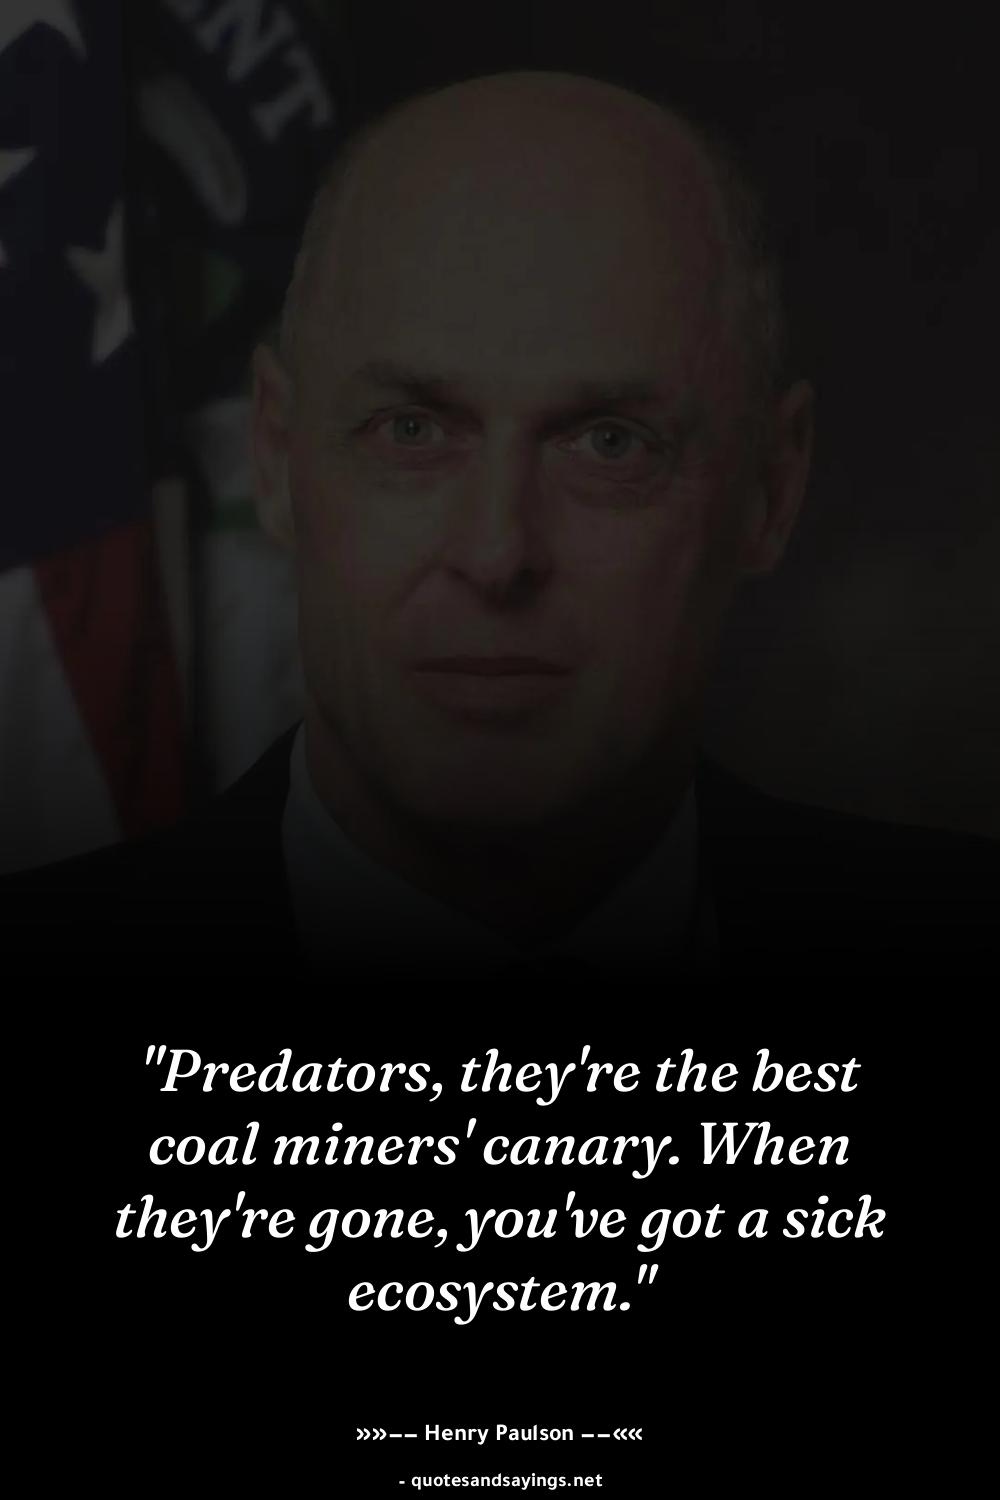 ENT
"Predators, they're the best
coal miners' canary. When
they're gone, you've got a sick
ecosystem."
»»−− Henry Paulson −−««
- quotesandsayings.net